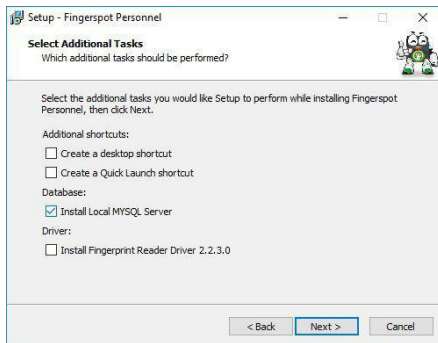 Setup - Fingerspot Personnel
Select Additional Tasks
Which additional tasks should be performed?
Select the additional tasks you would like Setup to perform while installing Fingerspot
Personnel, then click Next.
Additional shortcuts:
Create a desktop shortcut
Create a Quick Launch shortcut
Database:
Install Local MYSQL Server
Driver:
Install Fingerprint Reader Driver 2.2.3.0
< Back Next > Cancel